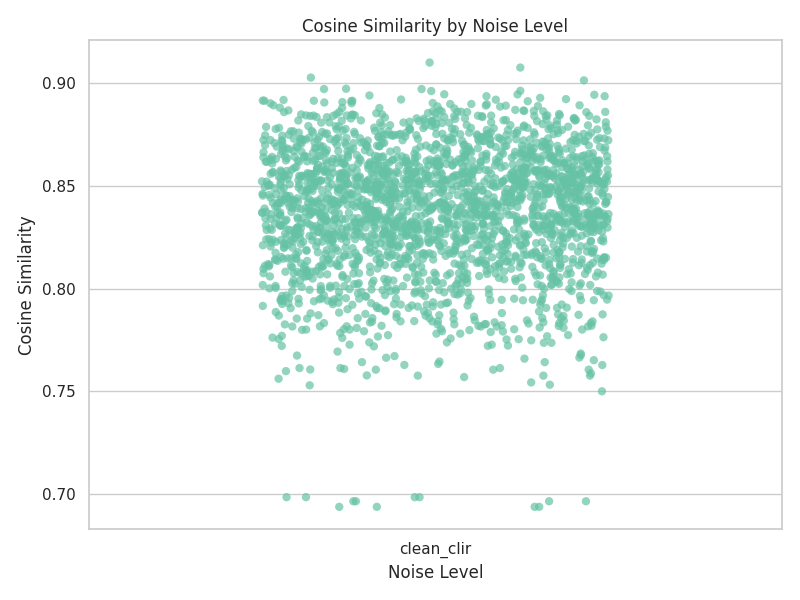 Cosine Similarity by Noise Level
Cosine Similarity
0.90
0.85
0.80
0.75
0.70
clean_clir
Noise Level